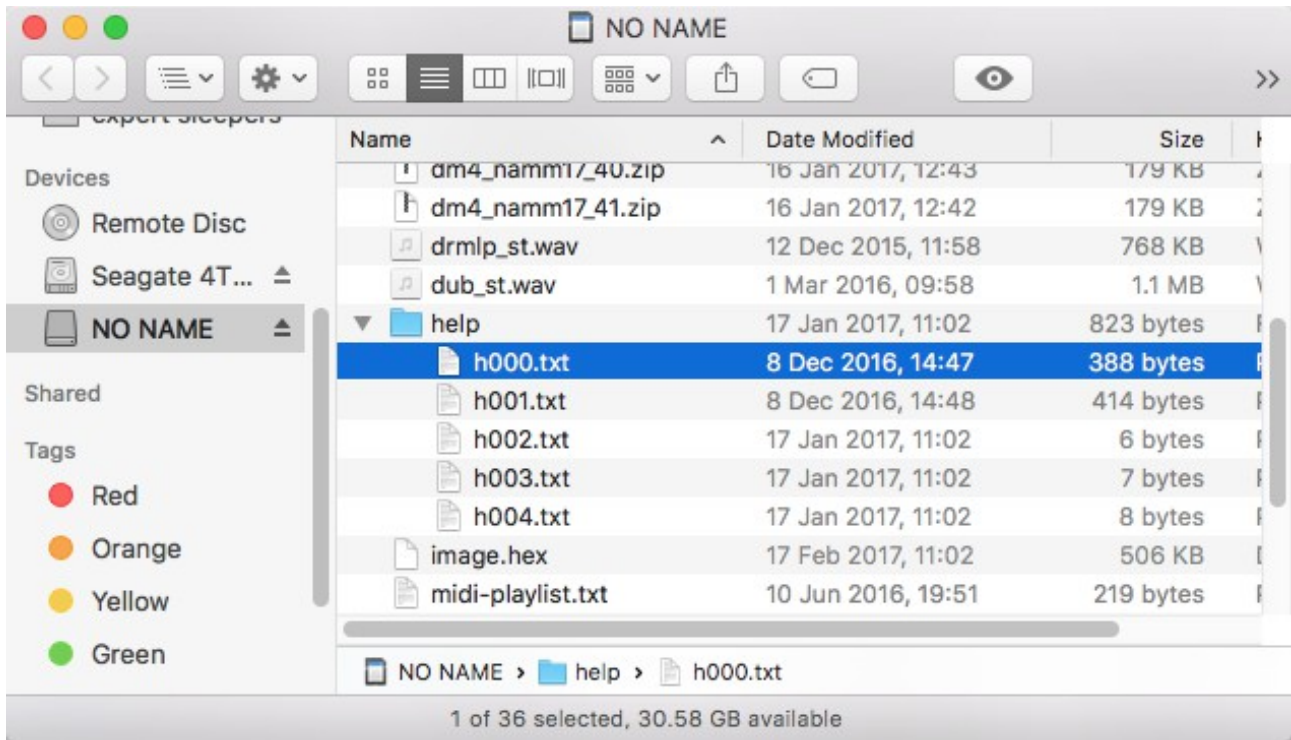 NO NAME
expert sleepers
Name Date Modified Size
Devices
dm4_namm17_40.zip 16 Jan 2017, 12:43 179 KB
dm4_namm17_41.zip 16 Jan 2017, 12:42 179 KB
Remote Disc
drmlp_st.wav 12 Dec 2015, 11:58 768 KB
Seagate 4T...
dub_st.wav 1 Mar 2016, 09:58 1.1 MB
NO NAME
help 17 Jan 2017, 11:02 823 bytes
h000.txt 8 Dec 2016, 14:47 388 bytes
Shared
h001.txt 8 Dec 2016, 14:48 414 bytes
Tags
h002.txt 17 Jan 2017, 11:02 6 bytes
Red
h003.txt 17 Jan 2017, 11:02 7 bytes
h004.txt 17 Jan 2017, 11:02 8 bytes
Orange
image.hex 17 Feb 2017, 11:02 506 KB
Yellow
midi-playlist.txt 10 Jun 2016, 19:51 219 bytes
Green
NO NAME › help › h000.txt
1 of 36 selected, 30.58 GB available